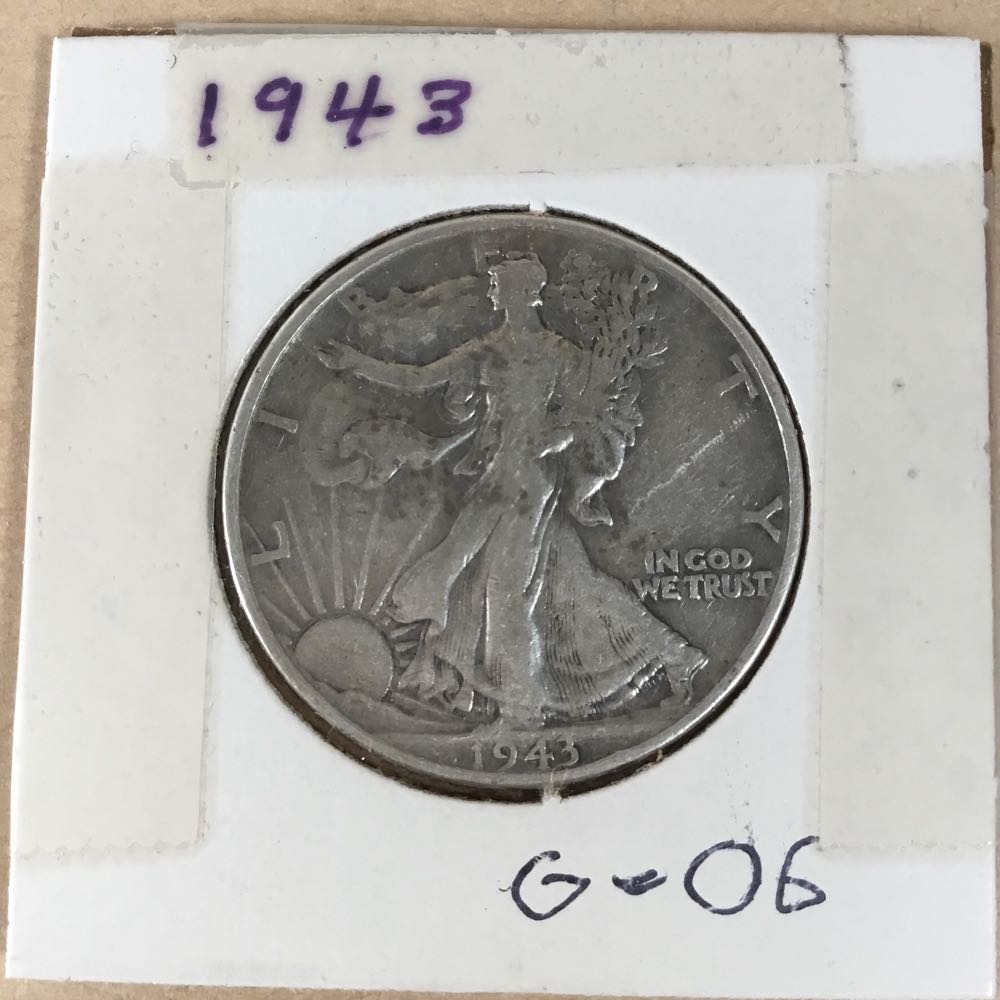 1943
LIBERTY
IN GOD
WE TRUST
1943
G-06